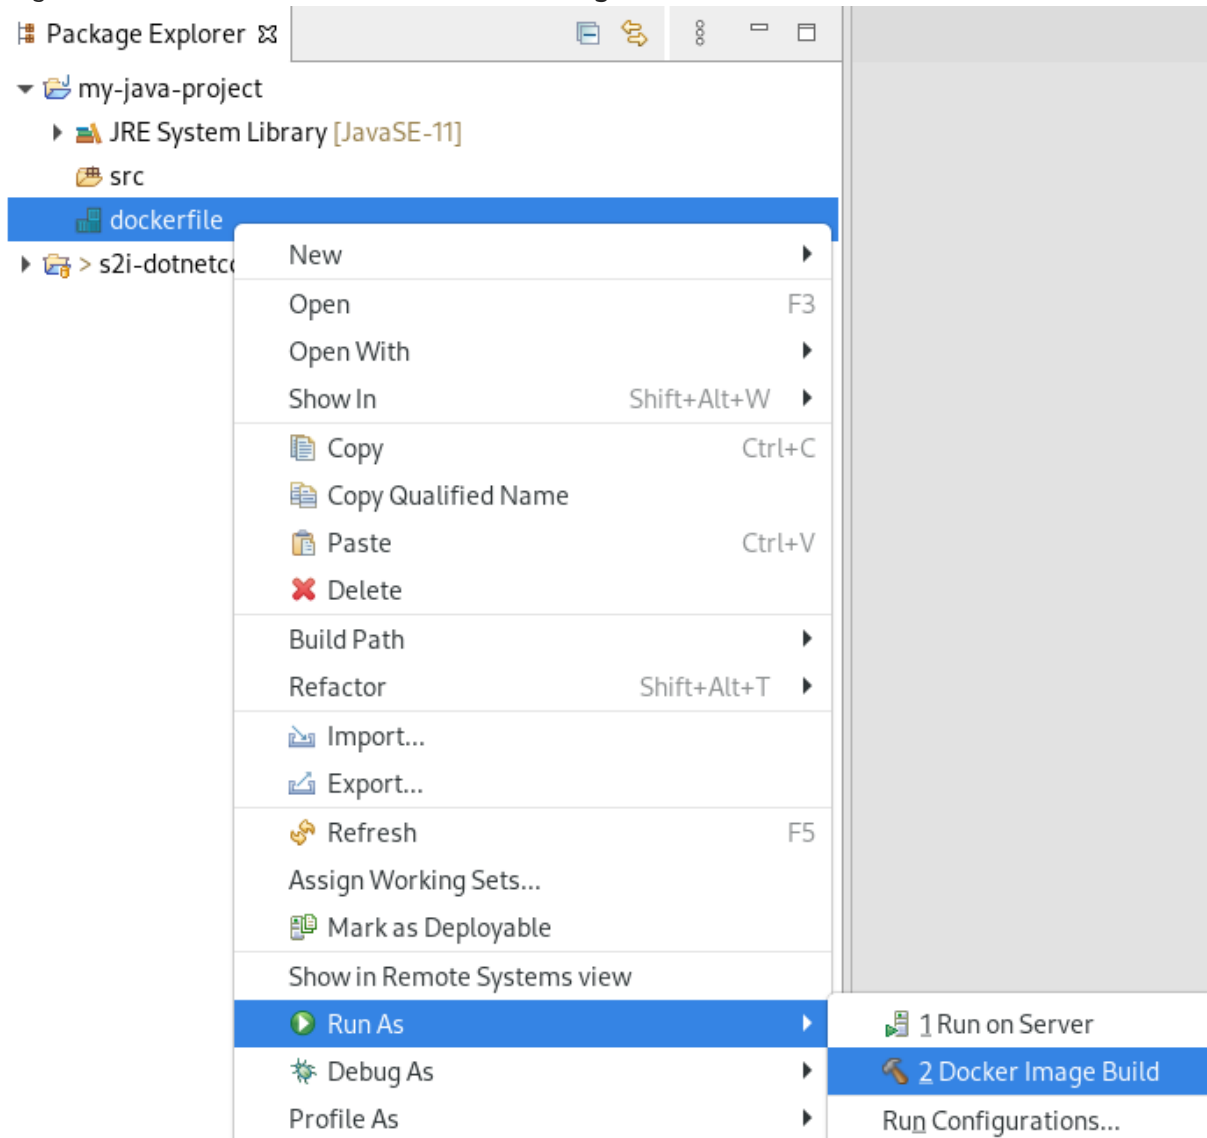 Package Explorer
my-java-project
JRE System Library [JavaSE-11]
src
dockerfile
> s2i-dotnetc
New
Open F3
Open With
Show In Shift+Alt+W
Copy Ctrl+C
Copy Qualified Name
Paste Ctrl+V
Delete
Build Path
Refactor Shift+Alt+T
Import...
Export...
Refresh F5
Assign Working Sets...
Mark as Deployable
Show in Remote Systems view
Run As
1 Run on Server
Debug As
2 Docker Image Build
Profile As
Run Configurations...